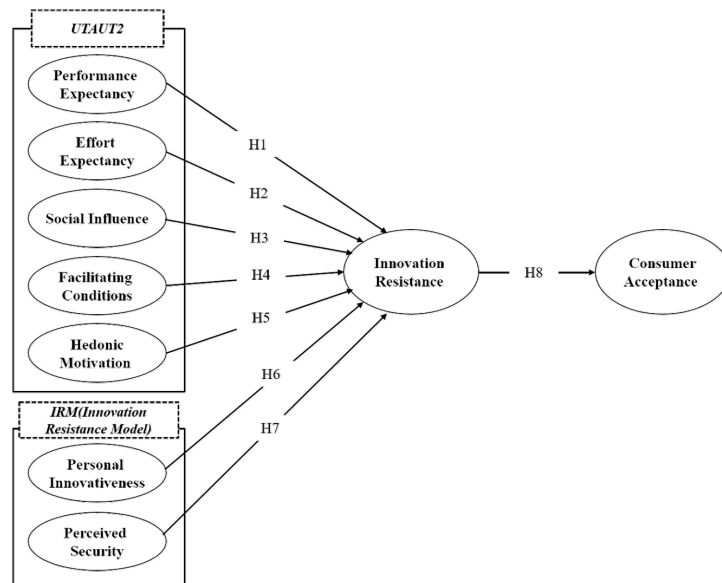 UTAUT2
Performance
Expectancy
Effort
Expectancy
Social Influence
Facilitating
Conditions
Hedonic
Motivation
IRM(Innovation
Resistance Model)
Personal
Innovativeness
Perceived
Security
H1
H2
H3
H4
H5
H6
H7
Innovation
Resistance
H8
Consumer
Acceptance